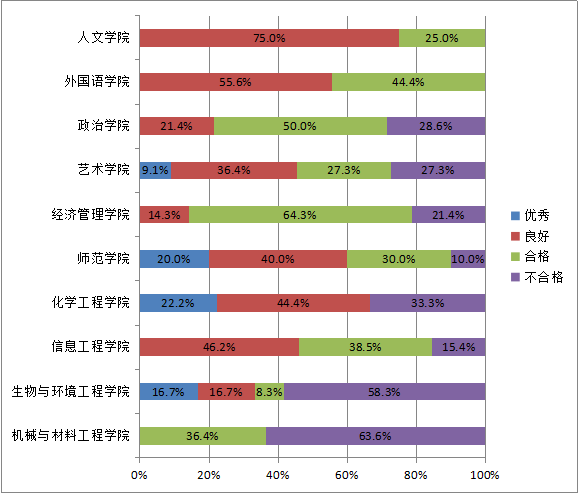 人文学院 75.0% 25.0%
外国语学院 55.6% 44.4%
政治学院 21.4% 50.0% 28.6%
艺术学院 9.1% 36.4% 27.3% 27.3%
经济管理学院 14.3% 64.3% 21.4%
师范学院 20.0% 40.0% 30.0% 10.0%
化学工程学院 22.2% 44.4% 33.3%
信息工程学院 46.2% 38.5% 15.4%
生物与环境工程学院 16.7% 16.7% 8.3% 58.3%
机械与材料工程学院 36.4% 63.6%
0% 20% 40% 60% 80% 100%
优秀
良好
合格
不合格